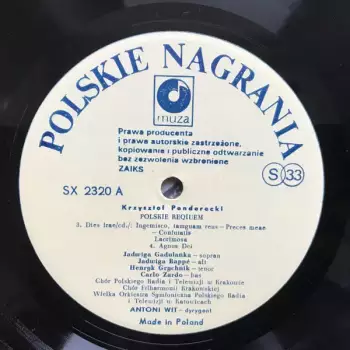 POLSKIE NAGRANIA
muza
Prawa producenta
i prawa autorskie zastrzeżone,
kopiowanie i publiczne odtwarzanie
bez zezwolenia wzbronione
ZAIKS
SX 2320 A
S 33
Krzysztof Penderecki
POLSKIE REQIUEM
3. Dies Irae/cd./: Ingemisco, tamguam reus — Preces meae
— Confutatis
Lacrimosa
4. Agnus Dei
Jadwiga Gadulanka — sopran
Jadwiga Rappé — alt
Henryk Grychnik — tenor
Carlo Zardo — bas
Chór Polskiego Radia i Telewizji w Krakowie
Chór Filharmonii Krakowskiej
Wielka Orkiestra Symfoniczna Polskiego Radia
i Telewizji w Katowicach
ANTONI WIT — dyrygent
Made in Poland